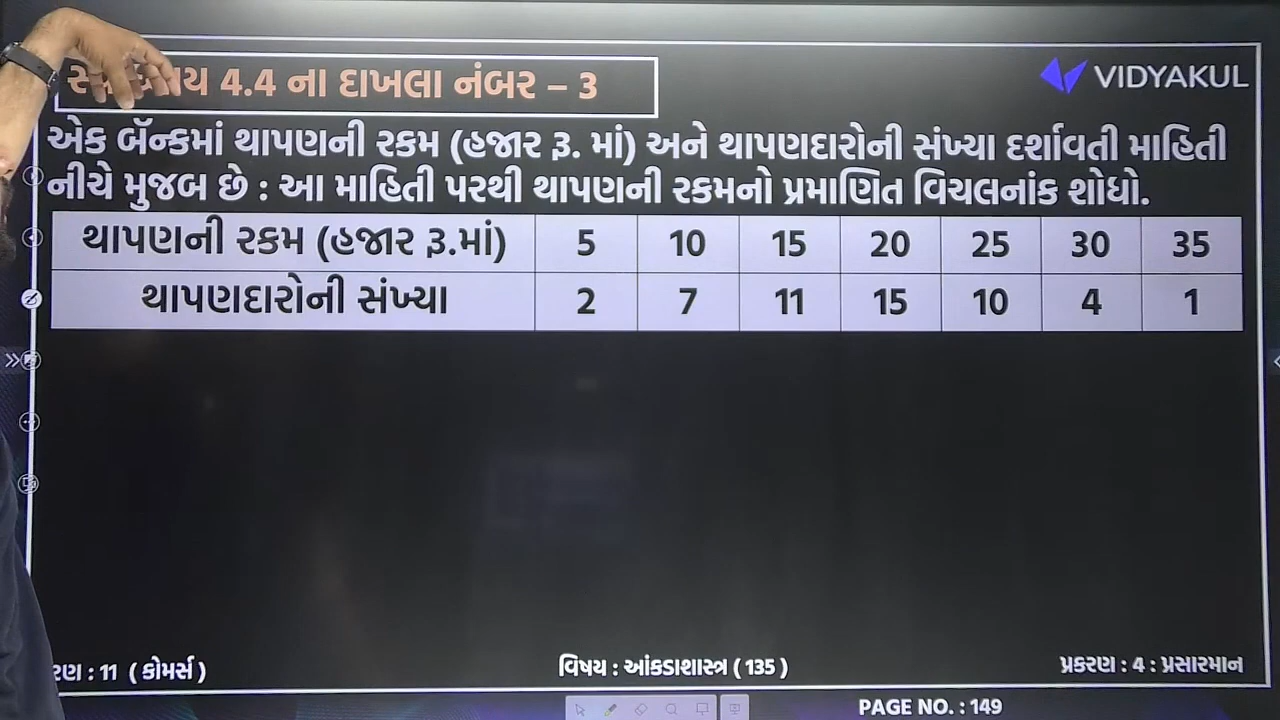 4.4 ના દાખલા નંબર – 3
VIDYAKUL
એક બૅન્કમાં થાપણની રકમ (હજાર રૂ. માં) અને થાપણદારોની સંખ્યા દર્શાવતી માહિતી
નીચે મુજબ છે : આ માહિતી પરથી થાપણની રકમનો પ્રમાણિત વિચલનાંક શોધો.
થાપણની રકમ (હજાર રૂ.માં) 5 10 15 20 25 30 35
થાપણદારોની સંખ્યા 2 7 11 15 10 4 1
: 11 ( કોમર્સ )
વિષય : આંકડાશાસ્ત્ર ( 135 )
પ્રકરણ : 4 : પ્રસારમાન
PAGE NO. : 149